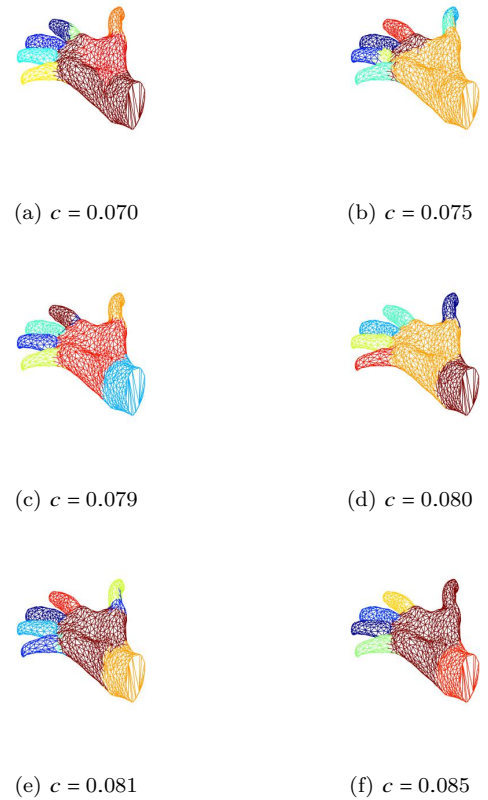 (a) c = 0.070
(b) c = 0.075
(c) c = 0.079
(d) c = 0.080
(e) c = 0.081
(f) c = 0.085